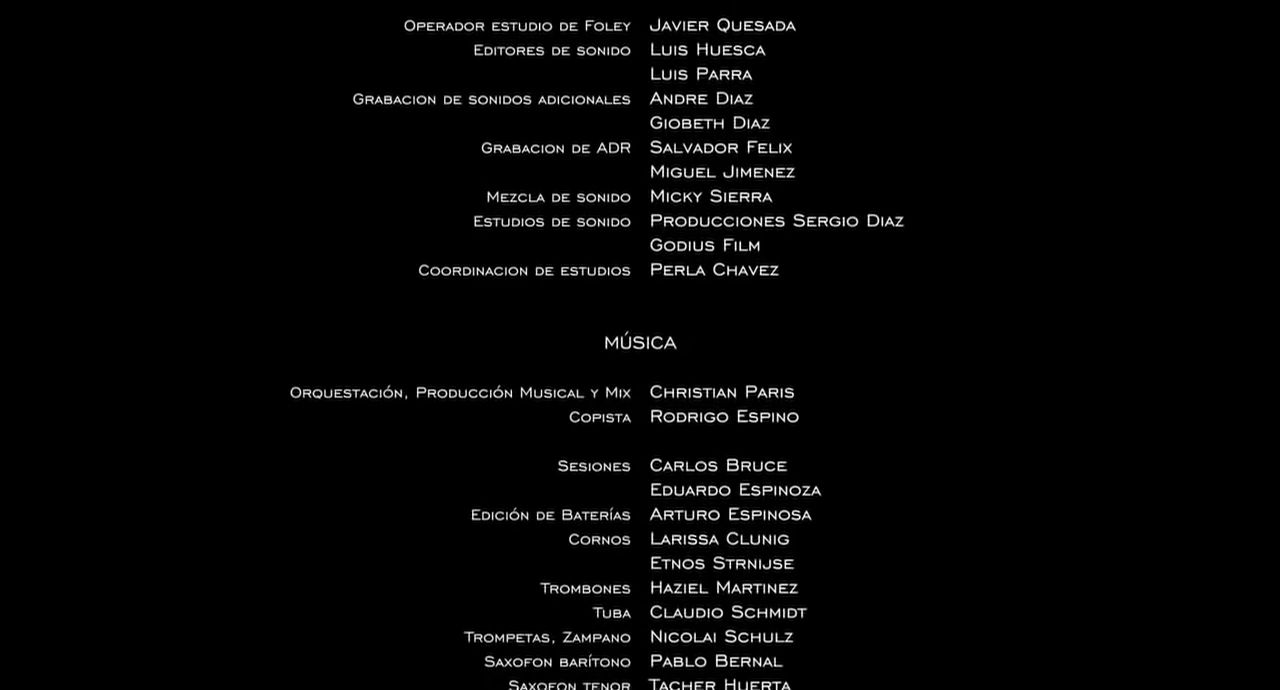 Operador estudio de Foley Javier Quesada
Editores de sonido Luis Huesca
Luis Parra
Grabacion de sonidos adicionales Andre Diaz
Giobeth Diaz
Grabacion de ADR Salvador Felix
Miguel Jimenez
Mezcla de sonido Micky Sierra
Estudios de sonido Producciones Sergio Diaz
Godius Film
Coordinacion de estudios Perla Chavez
MÚSICA
Orquestación, Producción Musical y Mix Christian Paris
Copista Rodrigo Espino
Sesiones Carlos Bruce
Eduardo Espinoza
Edición de Baterías Arturo Espinosa
Cornos Larissa Clunig
Etnos Strnijse
Trombones Haziel Martinez
Tuba Claudio Schmidt
Trompetas, Zampano Nicolai Schulz
Saxofon barítono Pablo Bernal
Saxofon tenor Tacher Huerta